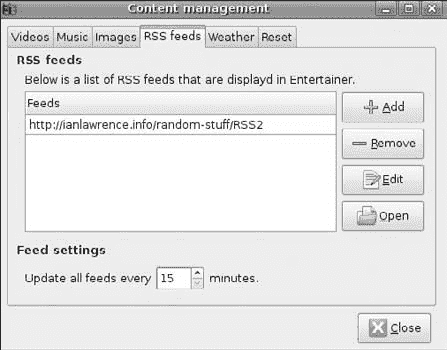 Content management
Videos Music Images RSS feeds Weather Reset
RSS feeds
Below is a list of RSS feeds that are displayd in Entertainer.
Feeds
http://ianlawrence.info/random-stuff/RSS2
Add
Remove
Edit
Open
Feed settings
Update all feeds every 15 minutes.
Close